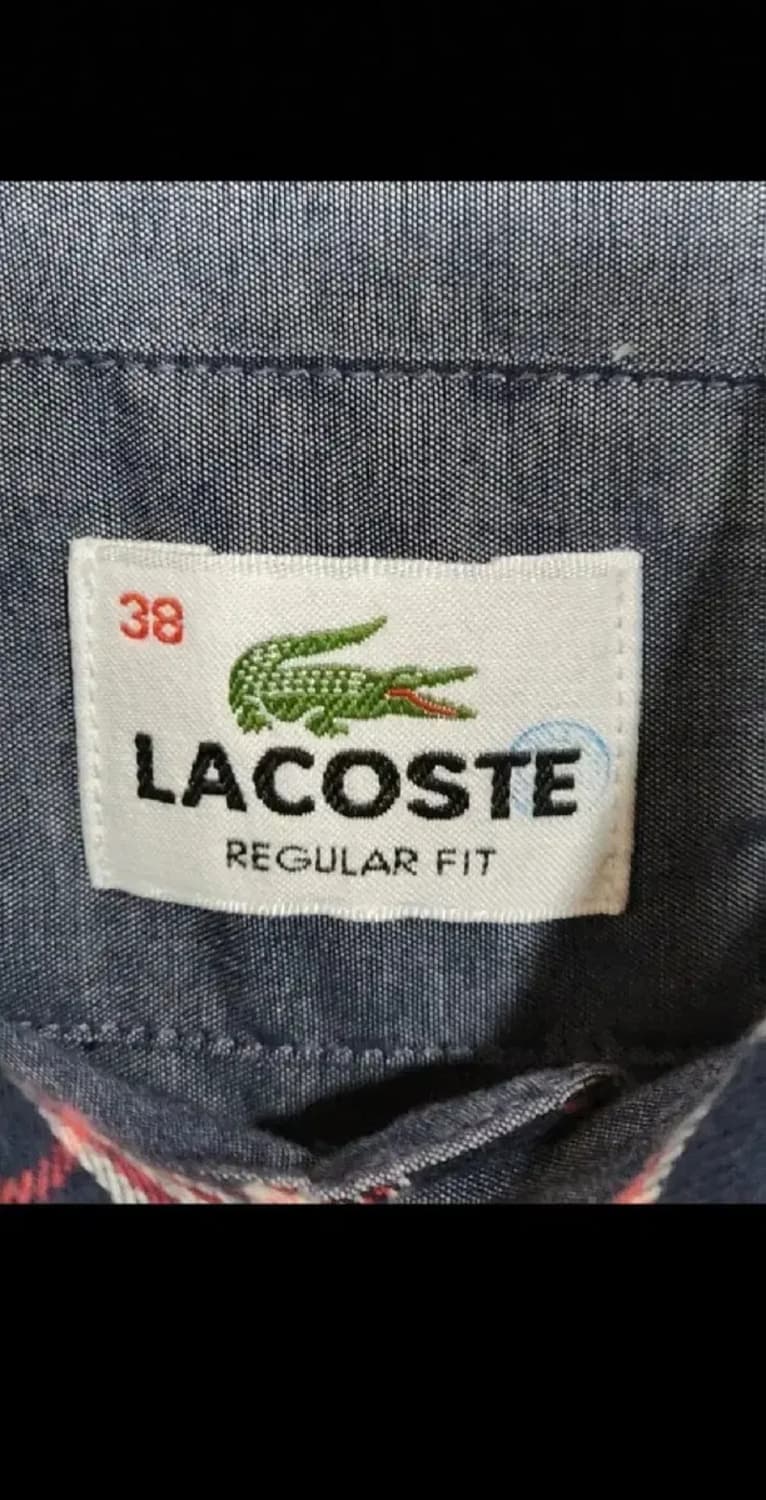 38
LACOSTE
REGULAR FIT